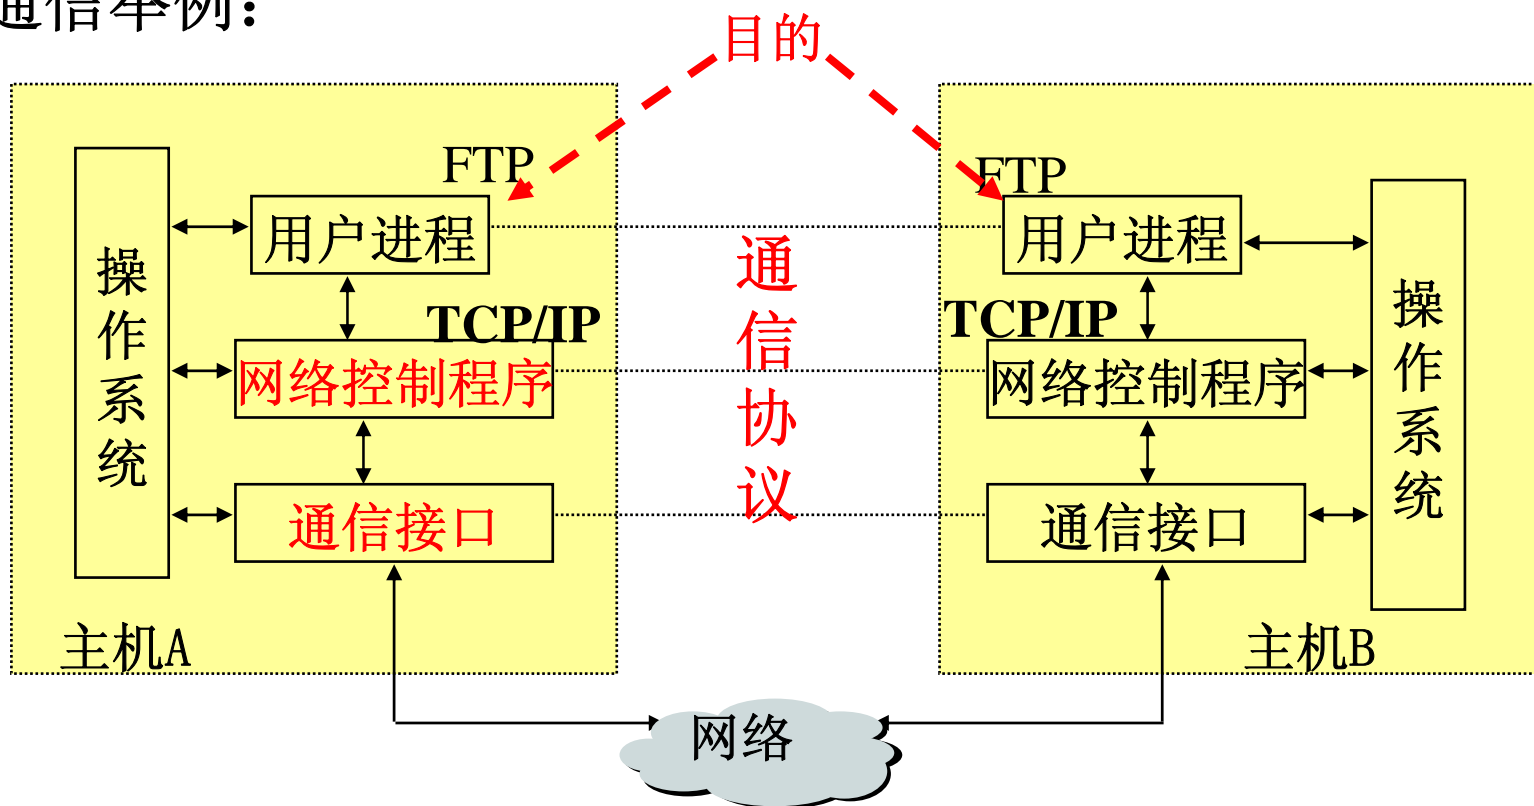 通信举例：
目的
FTP
FTP
用户进程
用户进程
操作系统
通信协议
操作系统
TCP/IP
TCP/IP
网络控制程序
网络控制程序
通信接口
通信接口
主机A
主机B
网络